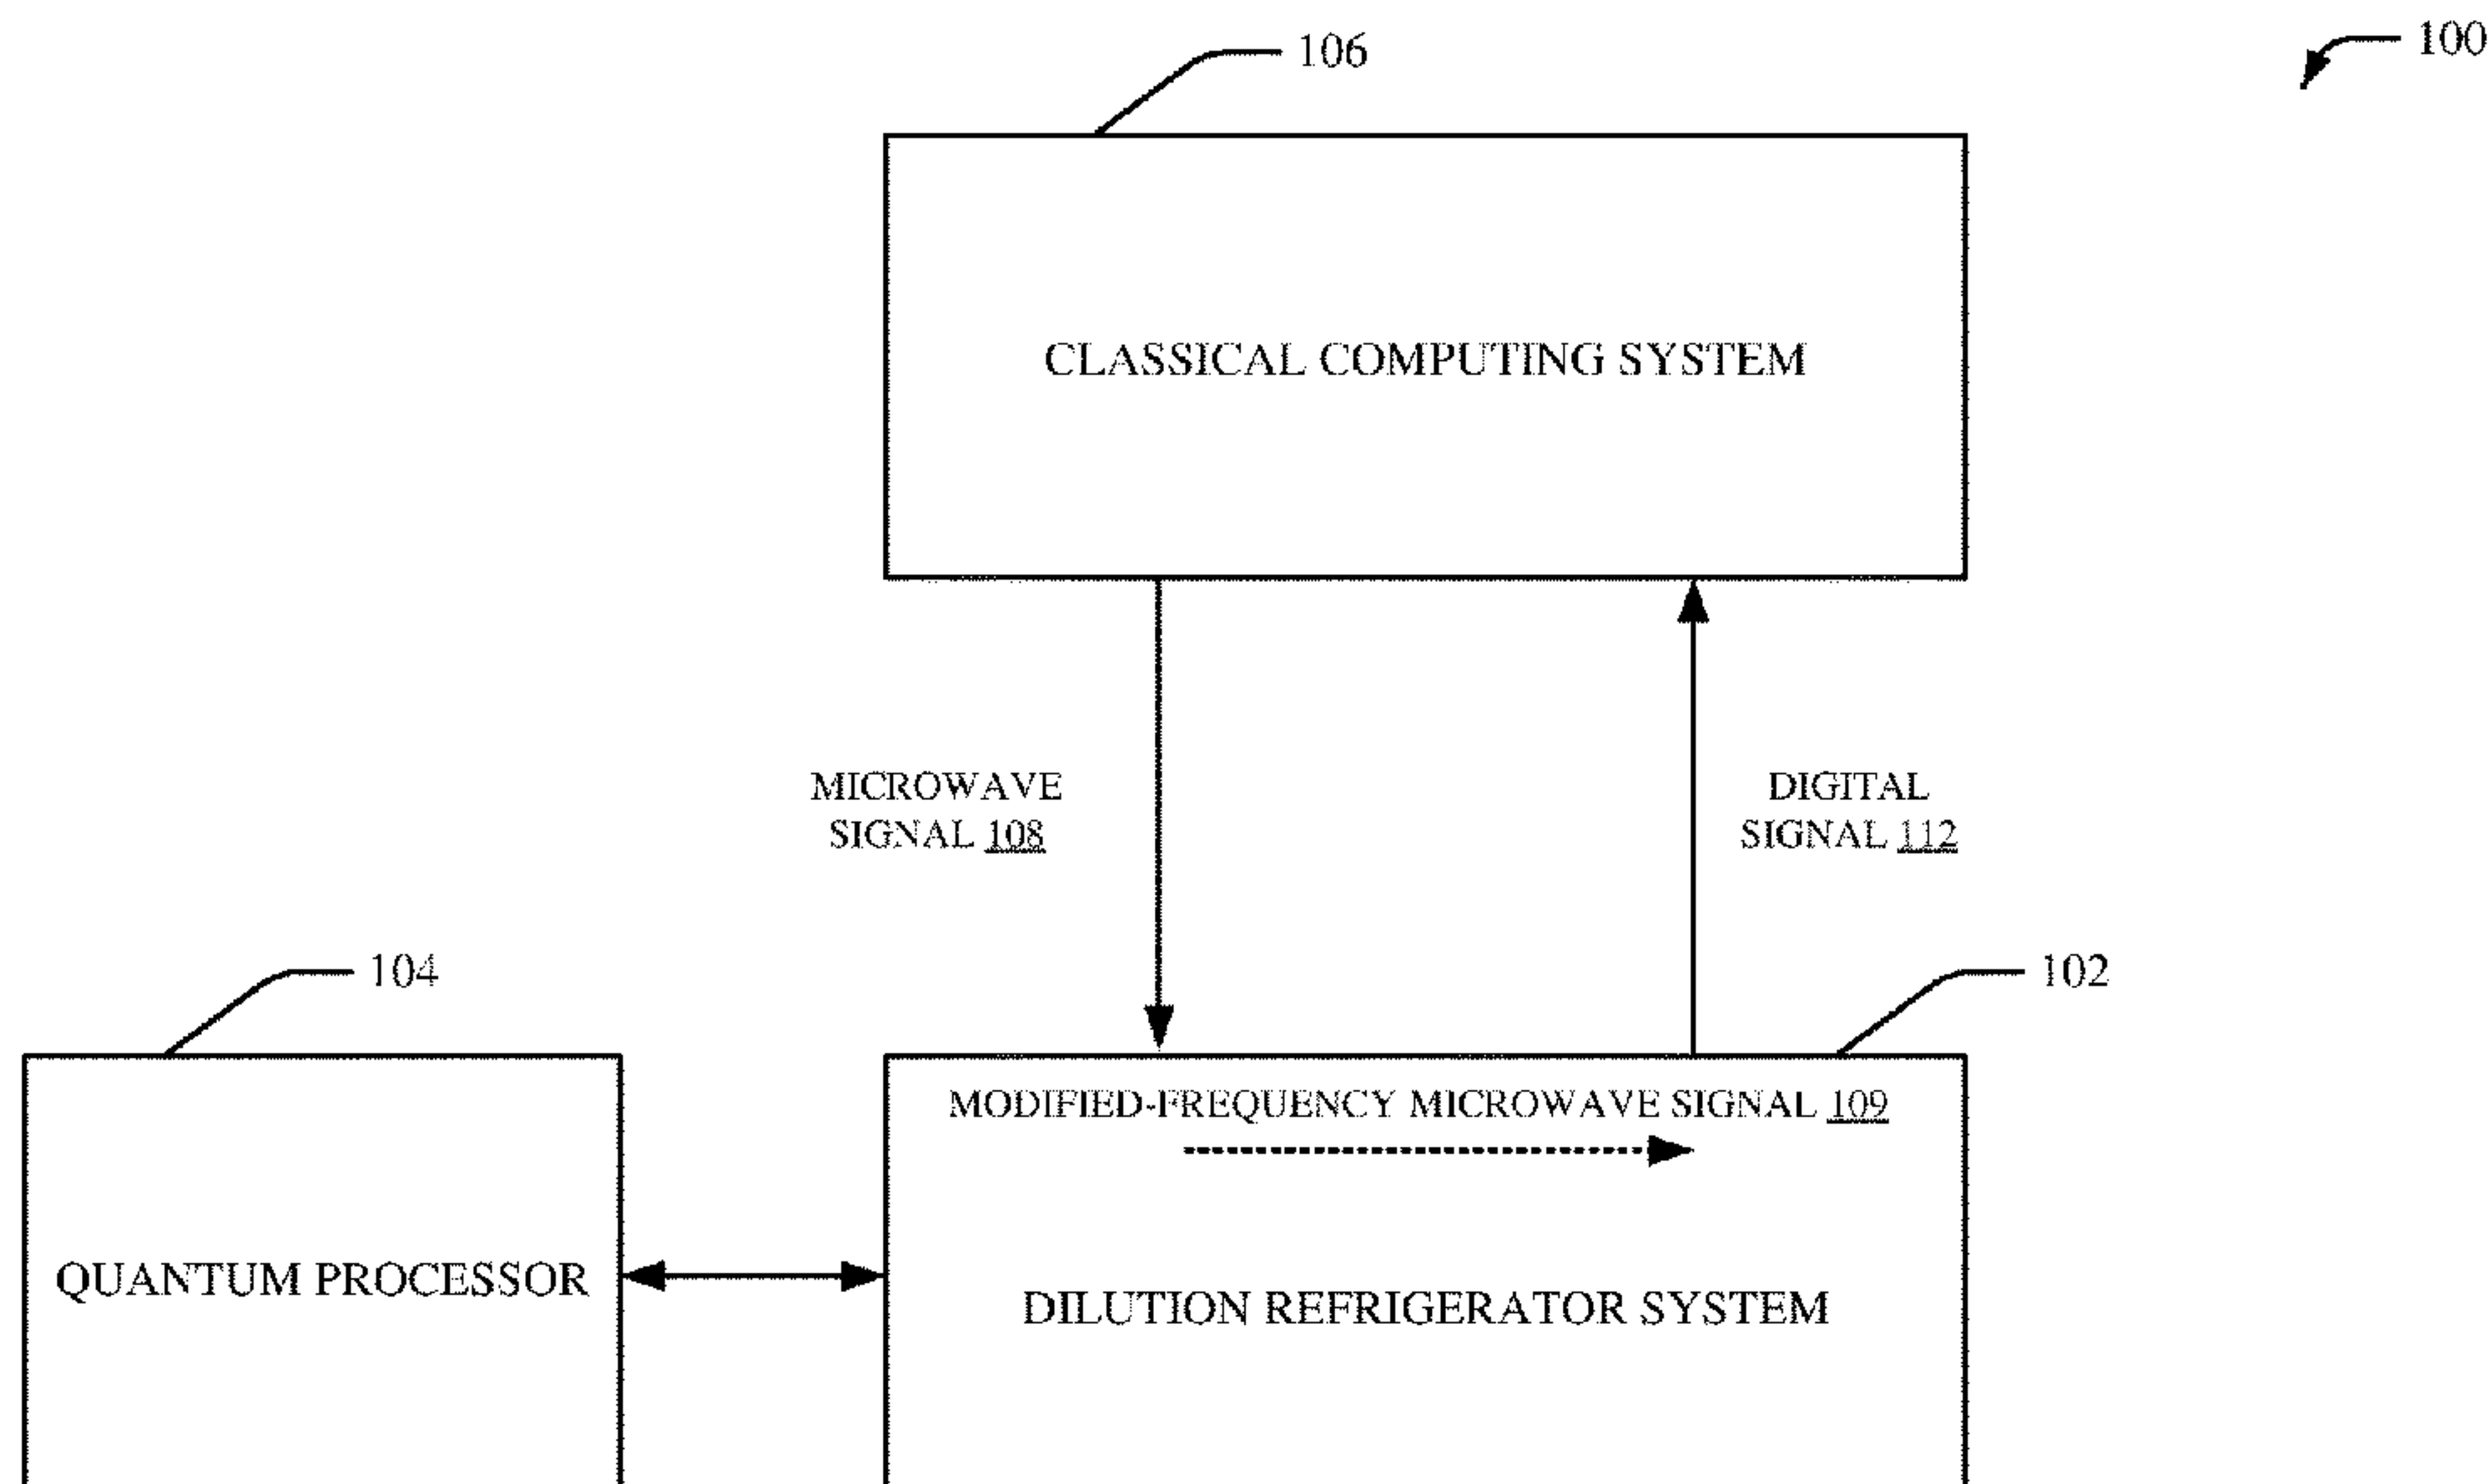 106
100
CLASSICAL COMPUTING SYSTEM
MICROWAVE
SIGNAL 108
DIGITAL
SIGNAL 112
104
102
MODIFIED-FREQUENCY MICROWAVE SIGNAL 109
QUANTUM PROCESSOR
DILUTION REFRIGERATOR SYSTEM